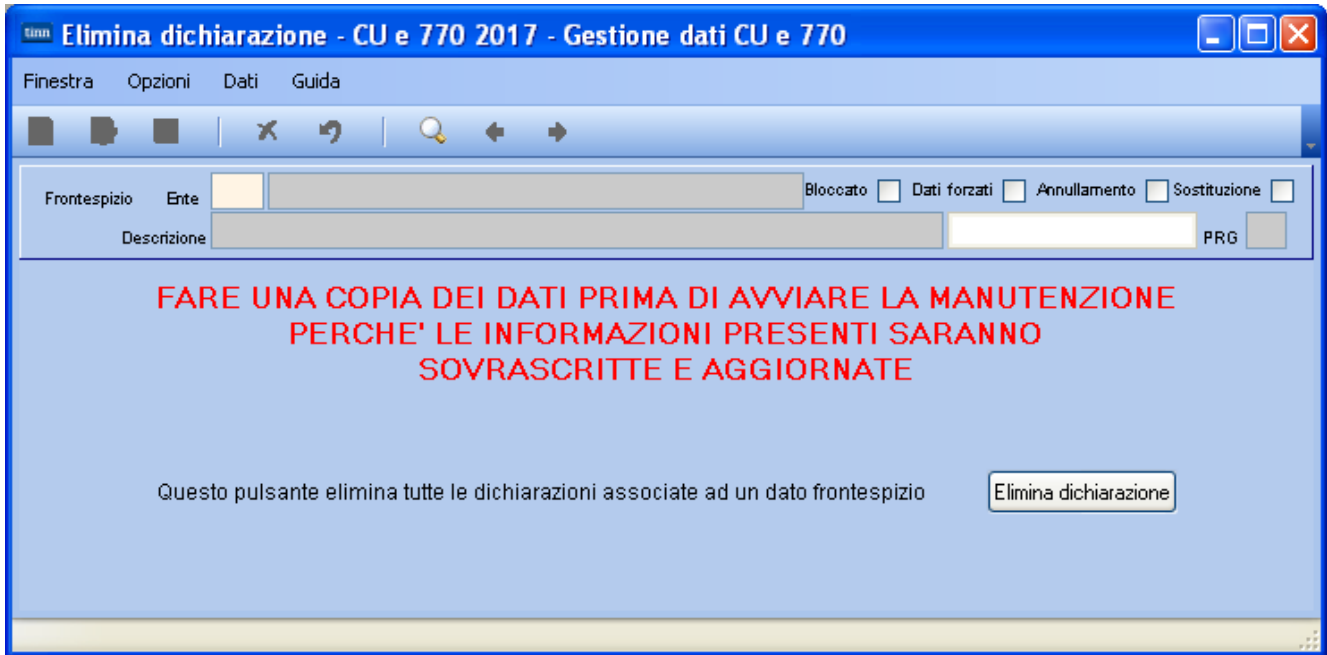 tinn Elimina dichiarazione - CU e 770 2017 - Gestione dati CU e 770
Finestra Opzioni Dati Guida
Frontespizio Ente Bloccato Dati forzati Annullamento Sostituzione
Descrizione PRG
FARE UNA COPIA DEI DATI PRIMA DI AVVIARE LA MANUTENZIONE
PERCHE' LE INFORMAZIONI PRESENTI SARANNO
SOVRASCRITTE E AGGIORNATE
Questo pulsante elimina tutte le dichiarazioni associate ad un dato frontespizio Elimina dichiarazione